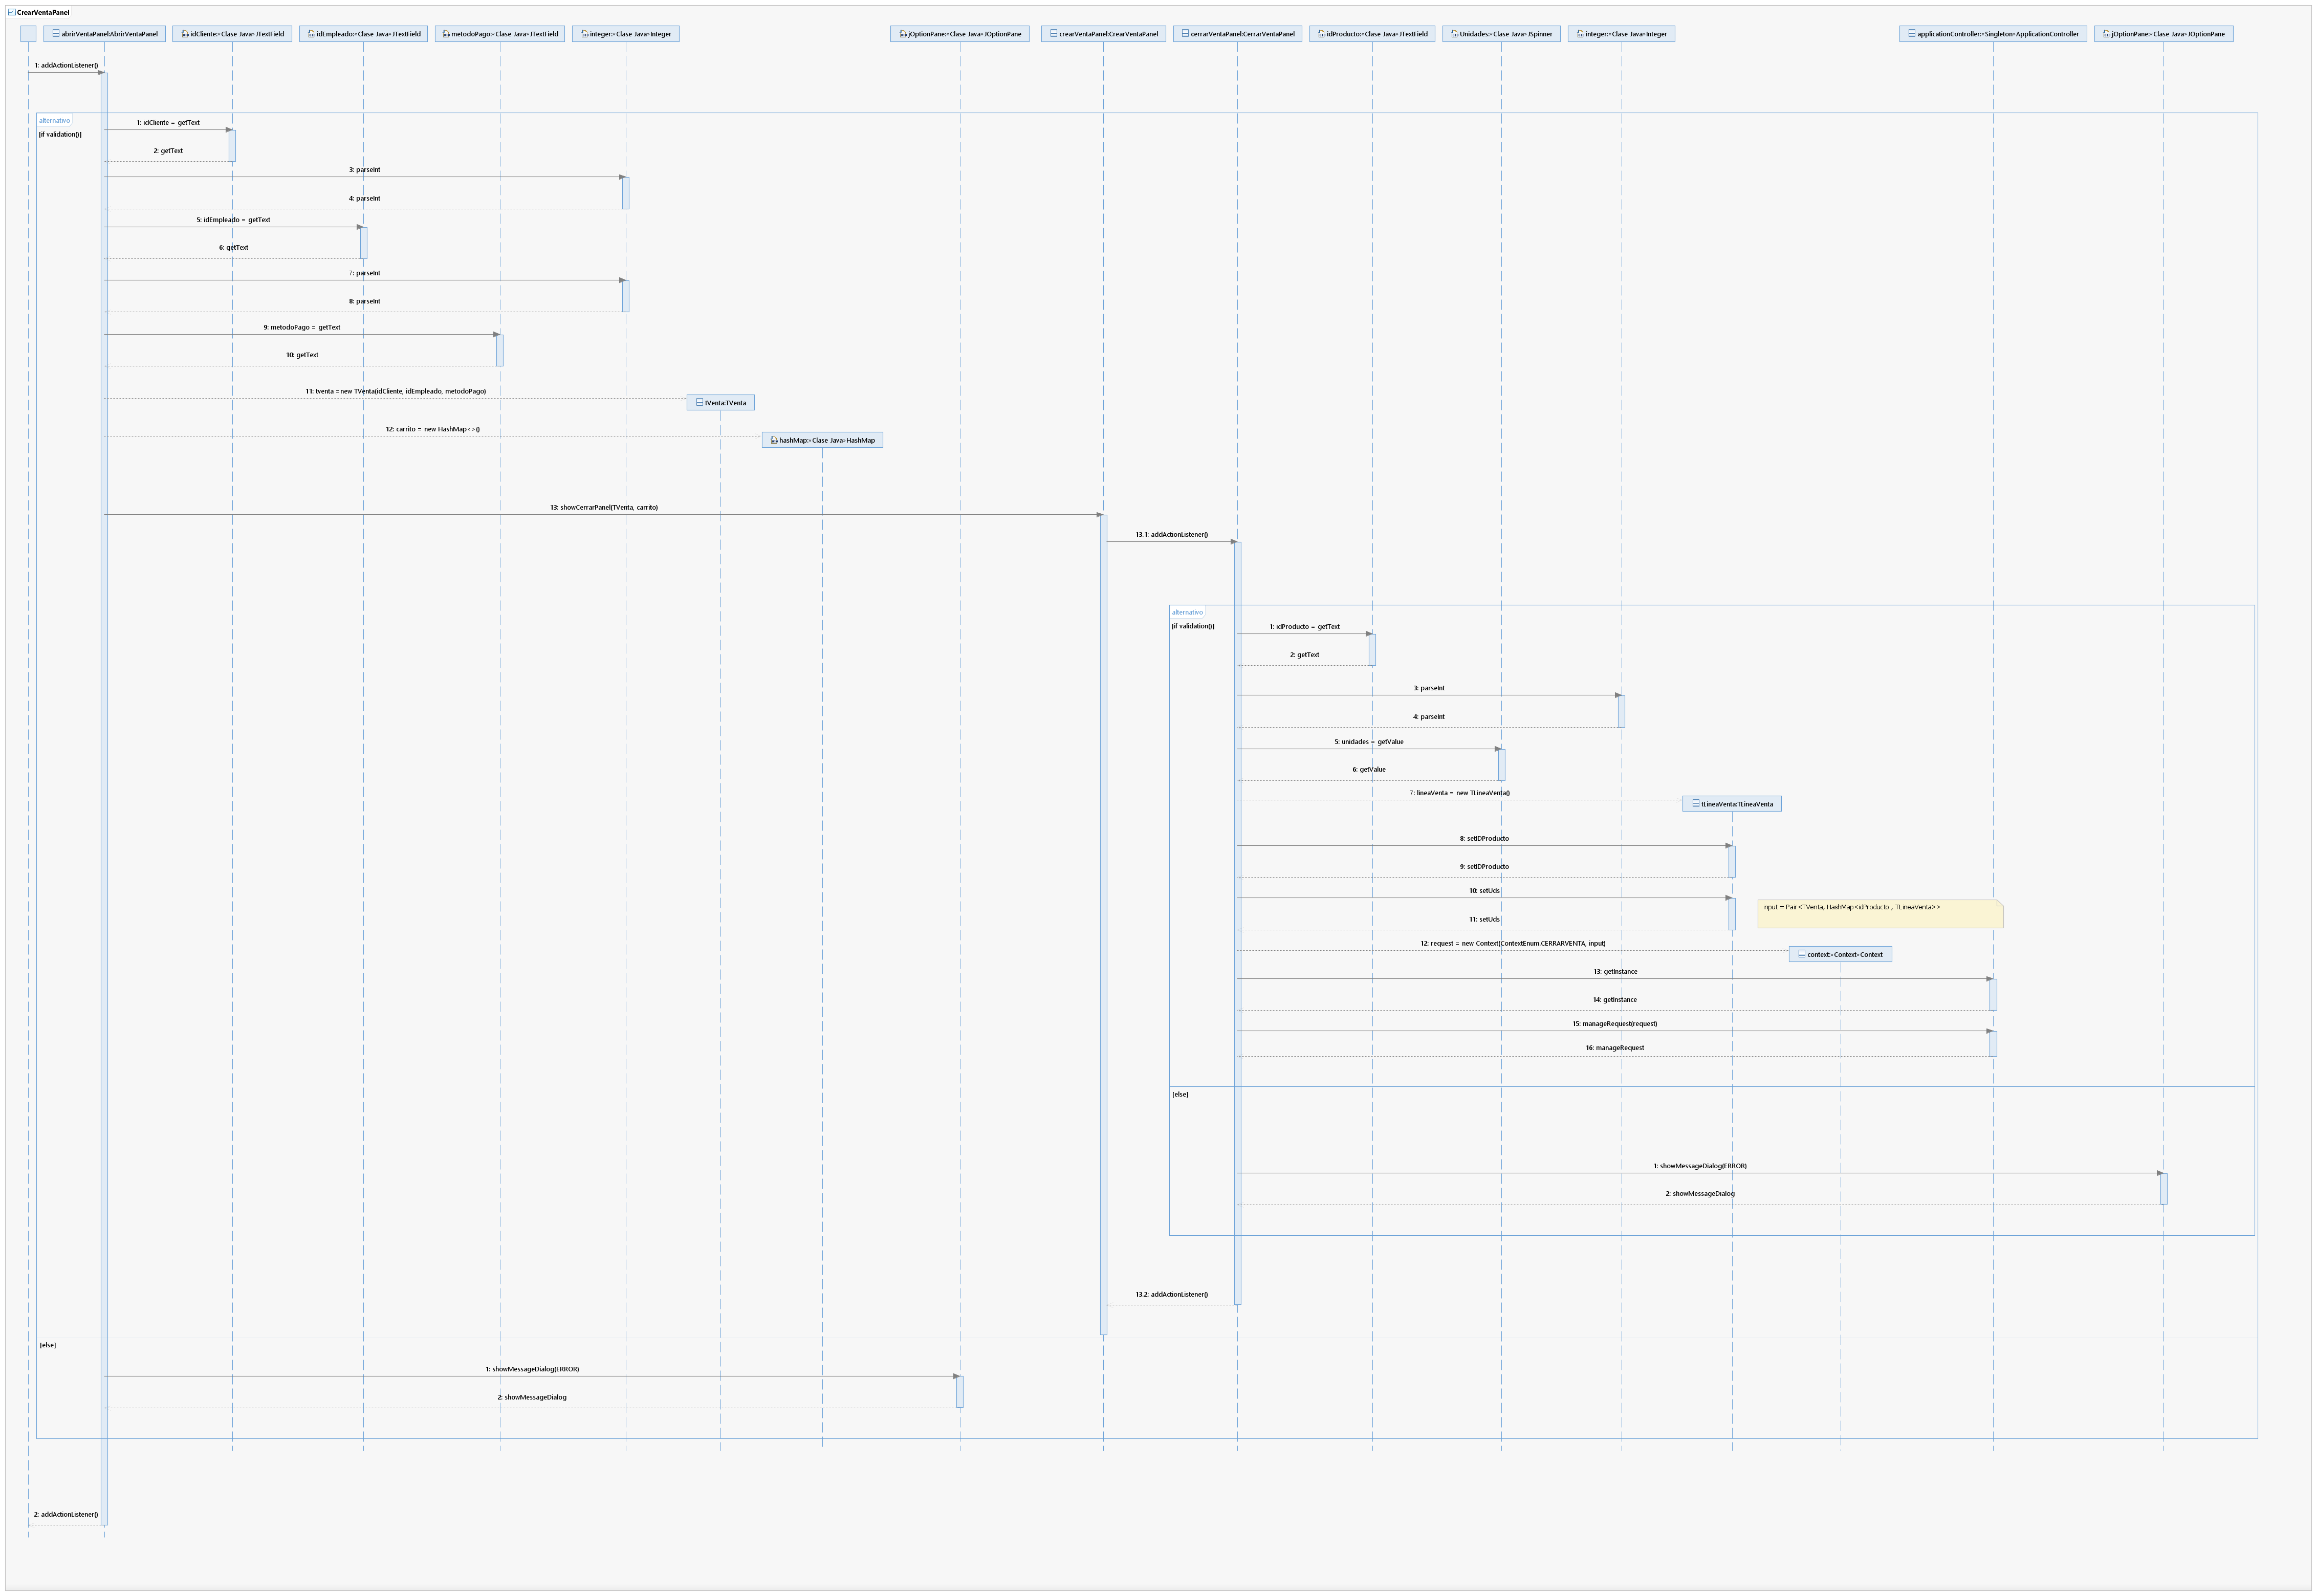 CrearVentaPanel
abrirVentaPanel:AbrirVentaPanel
idCliente:«Clase Java»JTextField
idEmpleado:«Clase Java»JTextField
metodoPago:«Clase Java»JTextField
integer:«Clase Java»Integer
jOptionPane:«Clase Java»JOptionPane
crearVentaPanel:CrearVentaPanel
cerrarVentaPanel:CerrarVentaPanel
idProducto:«Clase Java»JTextField
Unidades:«Clase Java»JSpinner
integer:«Clase Java»Integer
applicationController:«Singleton»ApplicationController
jOptionPane:«Clase Java»JOptionPane
1: addActionListener()
alternativo
[if validation()]
1: idCliente = getText
2: getText
3: parseInt
4: parseInt
5: idEmpleado = getText
6: getText
7: parseInt
8: parseInt
9: metodoPago = getText
10: getText
11: tventa =new TVenta(idCliente, idEmpleado, metodoPago)
tVenta:TVenta
12: carrito = new HashMap<>()
hashMap:«Clase Java»HashMap
13: showCerrarPanel(TVenta, carrito)
13.1: addActionListener()
alternativo
[if validation()]
1: idProducto = getText
2: getText
3: parseInt
4: parseInt
5: unidades = getValue
6: getValue
7: lineaVenta = new TLineaVenta()
tLineaVenta:TLineaVenta
8: setIDProducto
9: setIDProducto
10: setUds
input = Pair<TVenta, HashMap<idProducto , TLineaVenta>>
11: setUds
12: request = new Context(ContextEnum.CERRARVENTA, input)
context:«Context»Context
13: getInstance
14: getInstance
15: manageRequest(request)
16: manageRequest
[else]
1: showMessageDialog(ERROR)
2: showMessageDialog
13.2: addActionListener()
[else]
1: showMessageDialog(ERROR)
2: showMessageDialog
2: addActionListener()